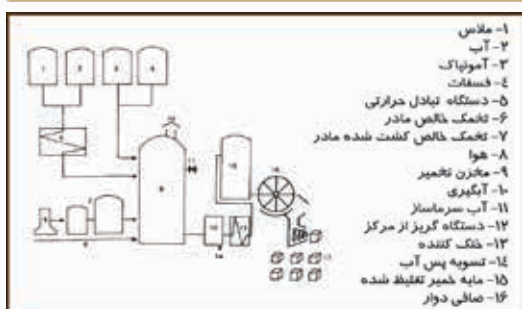 ۱- ملاس
۲- آب
۳- آمونیاک
۴- فسفات
۵- دستگاه تبادل حرارتی
۶- تخمک خالص مادر
۷- تخمک خالص کشت شده مادر
۸- هوا
۹- مخزن تخمیر
۱۰- آبگیری
۱۱- آب سرماساز
۱۲- دستگاه گریز از مرکز
۱۳- خنک کننده
۱۴- تسویه پس آب
۱۵- مایه خمیر تغلیظ شده
۱۶- صافی دوار